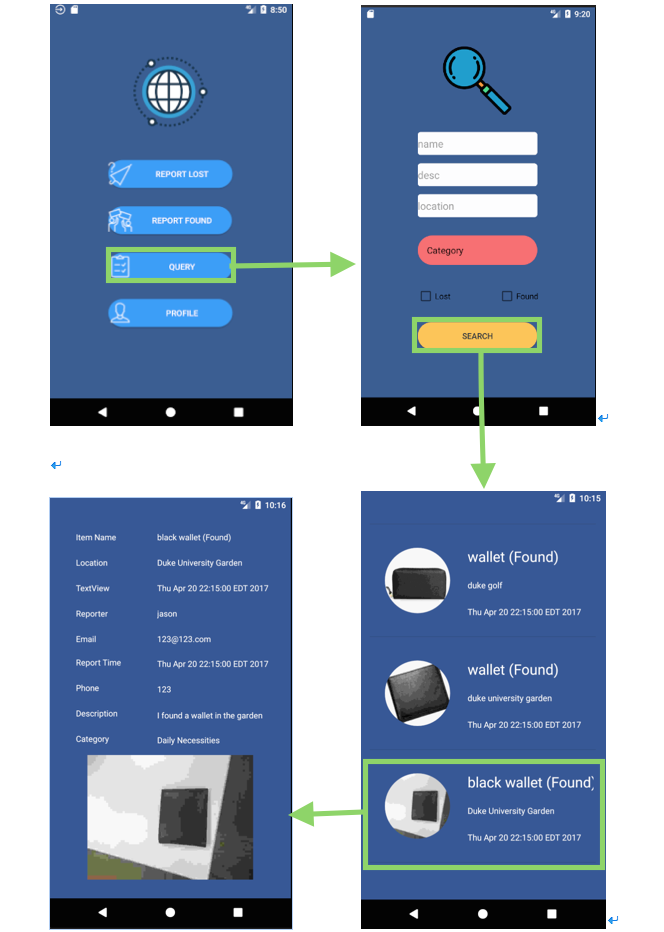 8:50
REPORT LOST
REPORT FOUND
QUERY
PROFILE
9:20
name
desc
location
Category
Lost Found
SEARCH
10:16
Item Name black wallet (Found)
Location Duke University Garden
TextView Thu Apr 20 22:15:00 EDT 2017
Reporter jason
Email 123@123.com
Report Time Thu Apr 20 22:15:00 EDT 2017
Phone 123
Description I found a wallet in the garden
Category Daily Necessities
10:15
wallet (Found)
duke golf
Thu Apr 20 22:15:00 EDT 2017
wallet (Found)
duke university garden
Thu Apr 20 22:15:00 EDT 2017
black wallet (Found)
Duke University Garden
Thu Apr 20 22:15:00 EDT 2017